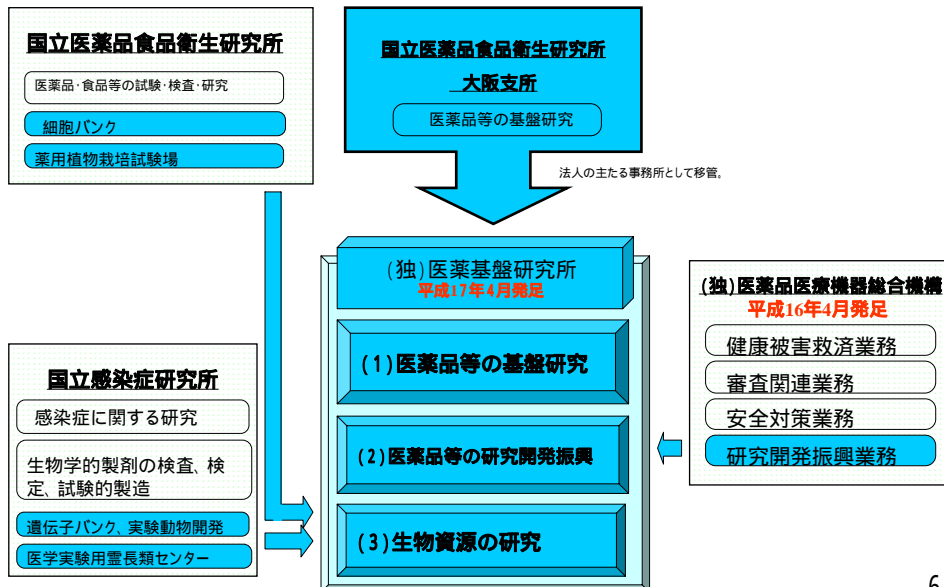 国立医薬品食品衛生研究所
医薬品･食品等の試験･検査･研究
細胞バンク
薬用植物栽培試験場
国立医薬品食品衛生研究所
大阪支所
医薬品等の基盤研究
法人の主たる事務所として移管。
(独)医薬基盤研究所
平成17年4月発足
(1)医薬品等の基盤研究
(2)医薬品等の研究開発振興
(3)生物資源の研究
国立感染症研究所
感染症に関する研究
生物学的製剤の検査、検
定、試験的製造
遺伝子バンク、実験動物開発
医学実験用霊長類センター
(独)医薬品医療機器総合機構
平成16年4月発足
健康被害救済業務
審査関連業務
安全対策業務
研究開発振興業務
6